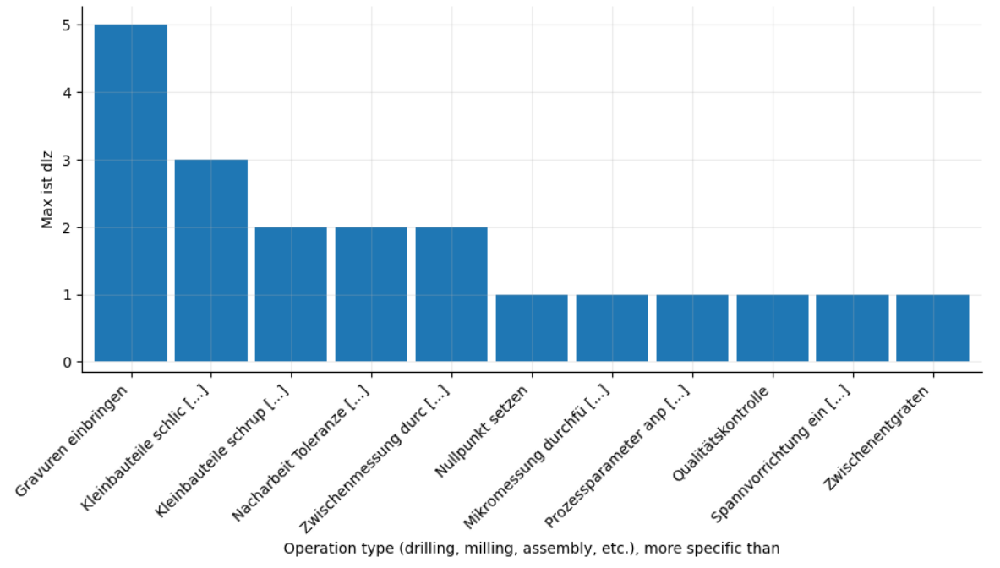 5
4
3
2
1
0
Max ist dlz
Gravuren einbringen
Kleinbauteile schlic [...]
Kleinbauteile schrup [...]
Nacharbeit Toleranze [...]
Zwischenmessung durc [...]
Nullpunkt setzen
Mikromessung durchfü [...]
Prozessparameter anp [...]
Qualitätskontrolle
Spannvorrichtung ein [...]
Zwischenentgraten
Operation type (drilling, milling, assembly, etc.), more specific than